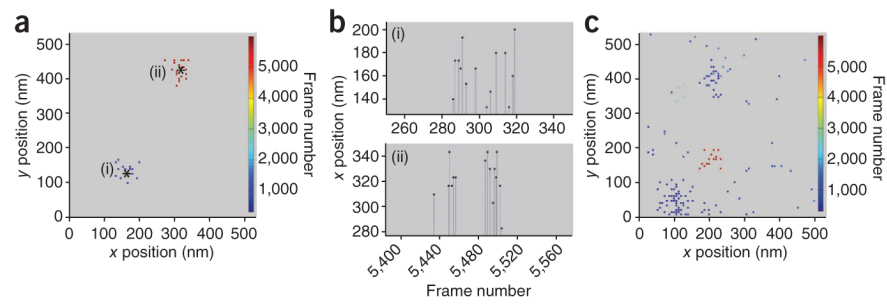 a
y position (nm)
500
400
300
200
100
0
(ii)
(i)
0 100 200 300 400 500
x position (nm)
5,000
4,000
3,000
2,000
1,000
Frame number
b
x position (nm)
(i)
200
180
160
140
260 280 300 320 340
(ii)
340
320
300
280
5,400 5,440 5,480 5,520 5,560
Frame number
c
y position (nm)
500
400
300
200
100
0
0 100 200 300 400 500
x position (nm)
5,000
4,000
3,000
2,000
1,000
Frame number